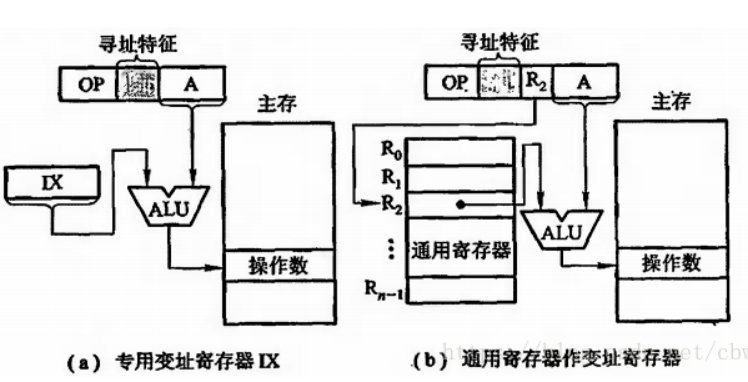 寻址特征
OP A
主存
IX
ALU
操作数
(a) 专用变址寄存器IX
寻址特征
OP R2 A
主存
R0
R1
R2
ALU
通用寄存器
操作数
Rn-1
(b) 通用寄存器作变址寄存器